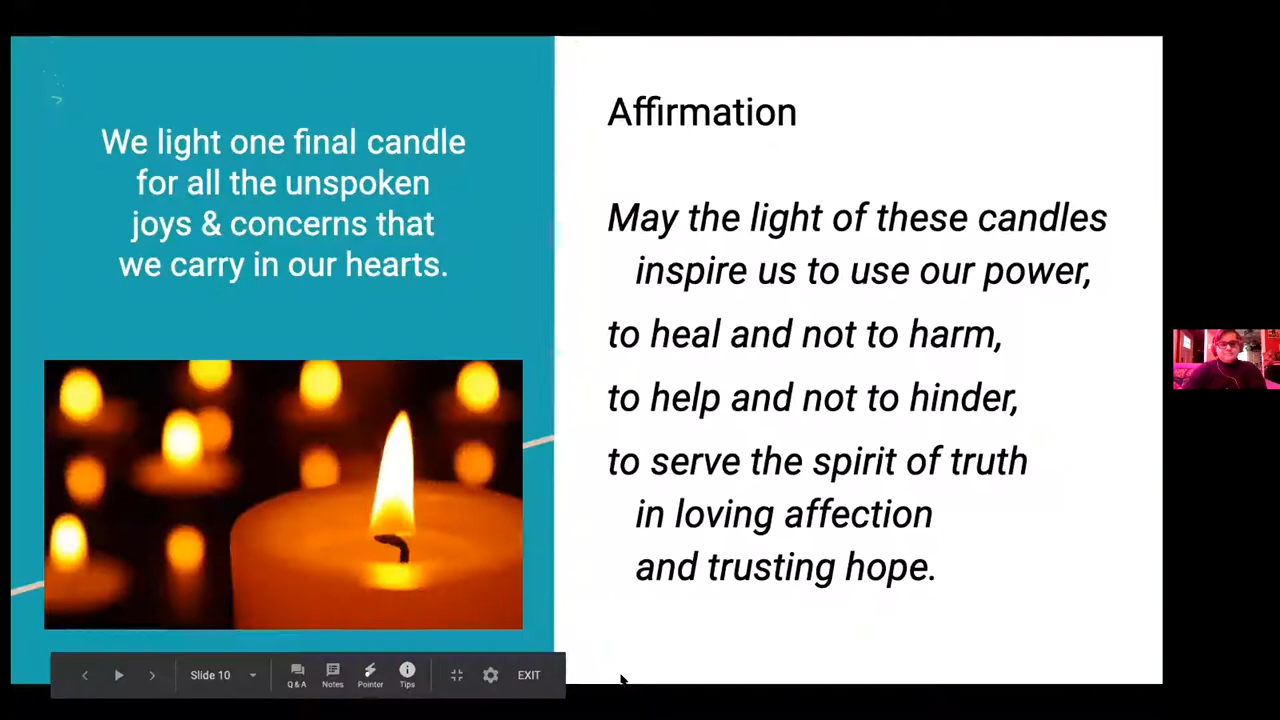 We light one final candle
for all the unspoken
joys & concerns that
we carry in our hearts.
Affirmation
May the light of these candles
inspire us to use our power,
to heal and not to harm,
to help and not to hinder,
to serve the spirit of truth
in loving affection
and trusting hope.
Slide 10
Q & A
Notes
Pointer
Tips
EXIT